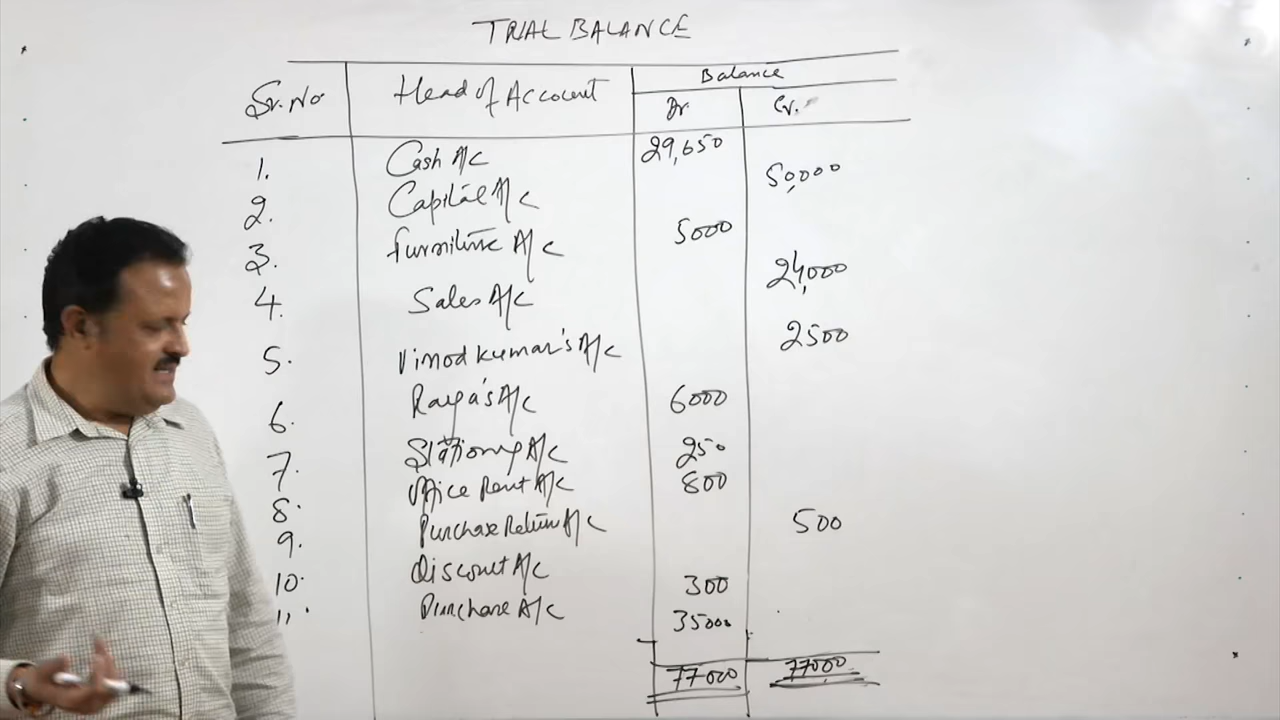 TRIAL BALANCE
Sr. No Head of Account Balance
Dr Cr.
1. Cash A/c 29,650
2. Capital A/c 50,000
3. Furniture A/c 5000
4. Sales A/c 24,000
5. Vinod kumar's A/c 2500
6. A/c 6000
7. Stationery A/c 250
8. Office Rent A/c 800
9. Purchase Return A/c 500
10. Discount A/c 300
11. Purchase A/c 35000
77000 77000